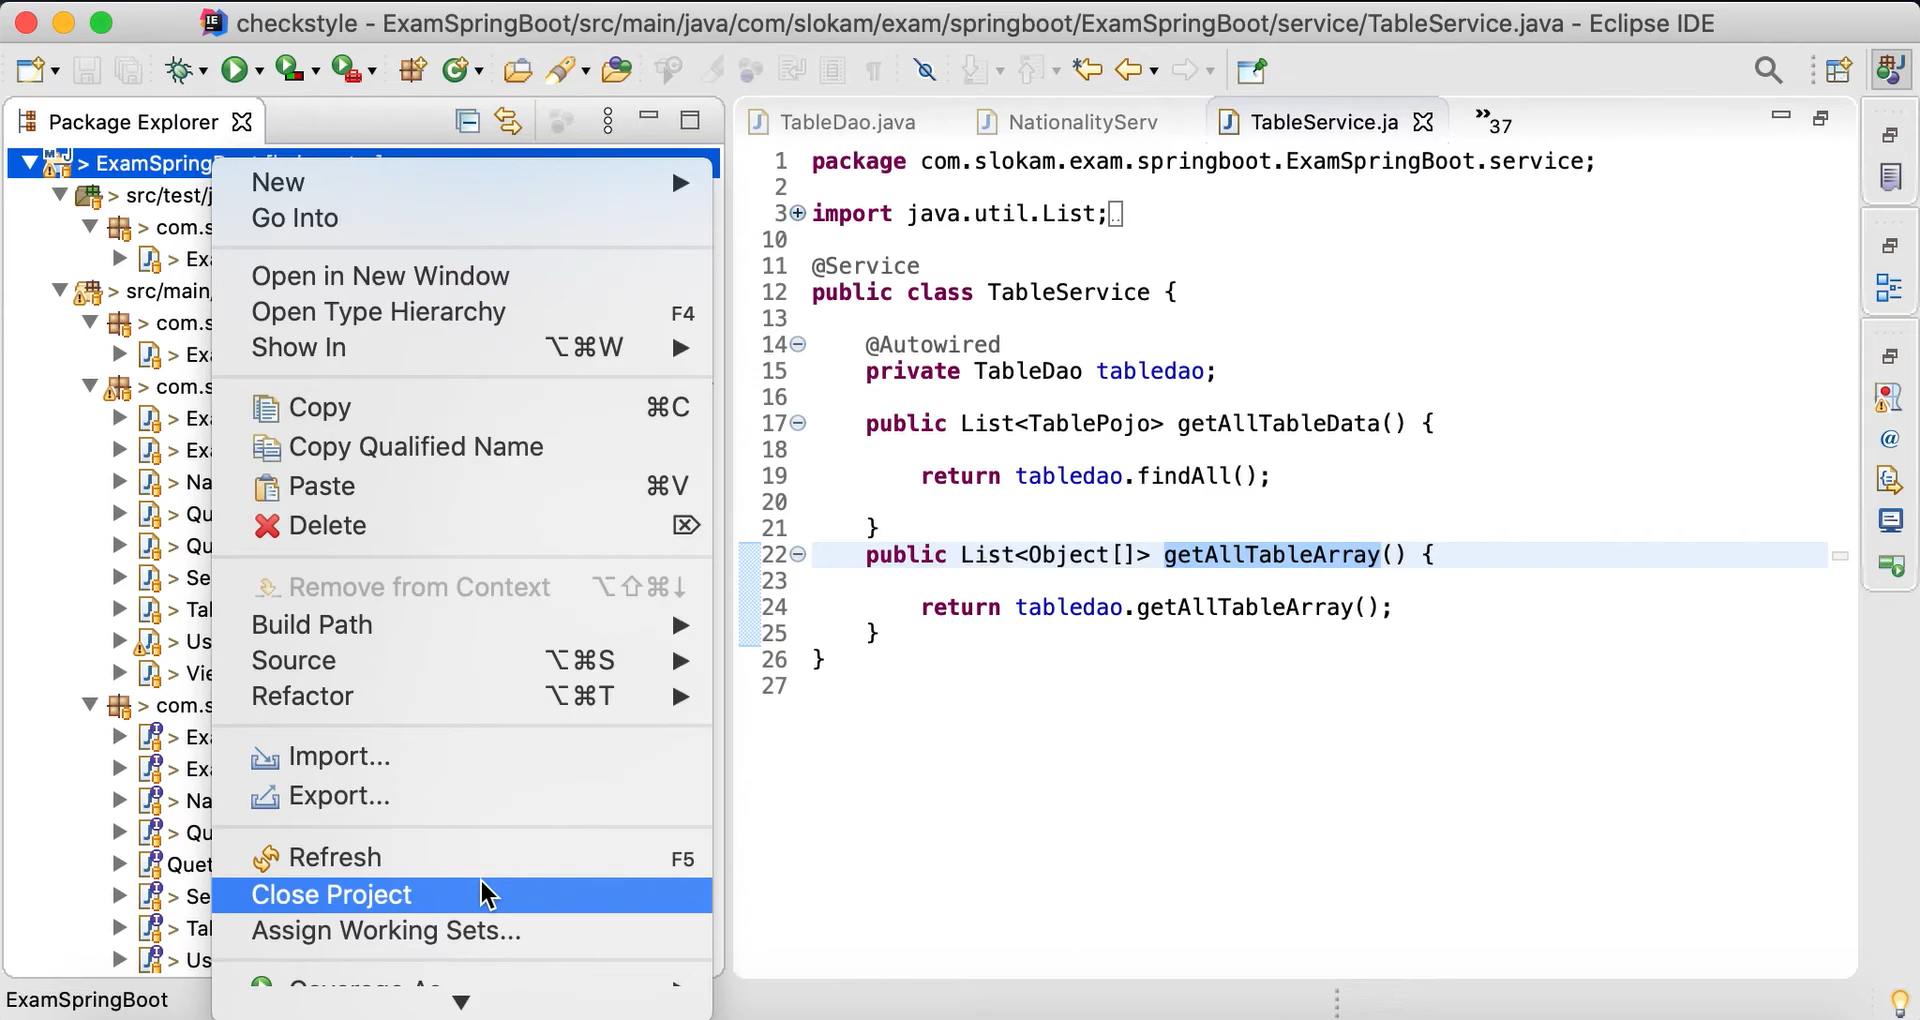 checkstyle - ExamSpringBoot/src/main/java/com/slokam/exam/springboot/ExamSpringBoot/service/TableService.java - Eclipse IDE
Package Explorer
TableDao.java
NationalityServ
TableService.ja
»37
> ExamSpring
> src/test/j
> com.s
> Exa
> src/main
> com.s
> Exa
> com.s
> Exa
> Exa
> Na
> Qu
> Qu
> Se
> Tal
> Us
> Vie
> com.s
> Exa
> Exa
> Na
> Qu
Quet
> Se
> Tal
> Us
New
Go Into
Open in New Window
Open Type Hierarchy F4
Show In ⌥⌘W
Copy ⌘C
Copy Qualified Name
Paste ⌘V
Delete ⌦
Remove from Context ⌥⇧⌘↓
Build Path
Source ⌥⌘S
Refactor ⌥⌘T
Import...
Export...
Refresh F5
Close Project
Assign Working Sets...
1 package com.slokam.exam.springboot.ExamSpringBoot.service;
2
3 import java.util.List;
10
11 @Service
12 public class TableService {
13
14 @Autowired
15 private TableDao tabledao;
16
17 public List<TablePojo> getAllTableData() {
18
19 return tabledao.findAll();
20
21 }
22 public List<Object[]> getAllTableArray() {
23
24 return tabledao.getAllTableArray();
25 }
26 }
27
ExamSpringBoot